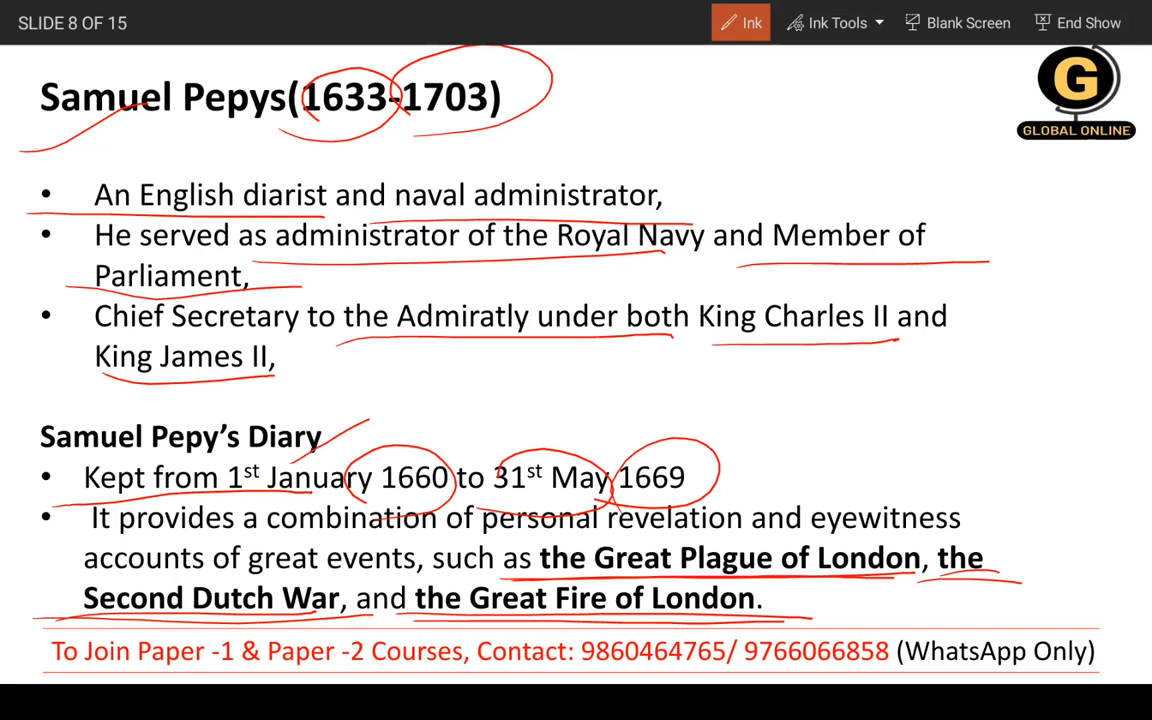 SLIDE 8 OF 15
Ink
Ink Tools
Blank Screen
End Show
Samuel Pepys(1633-1703)
G
GLOBAL ONLINE
• An English diarist and naval administrator,
• He served as administrator of the Royal Navy and Member of
Parliament,
• Chief Secretary to the Admiratly under both King Charles II and
King James II,
Samuel Pepy’s Diary
• Kept from 1st January 1660 to 31st May 1669
• It provides a combination of personal revelation and eyewitness
accounts of great events, such as the Great Plague of London, the
Second Dutch War, and the Great Fire of London.
To Join Paper -1 & Paper -2 Courses, Contact: 9860464765/ 9766066858 (WhatsApp Only)